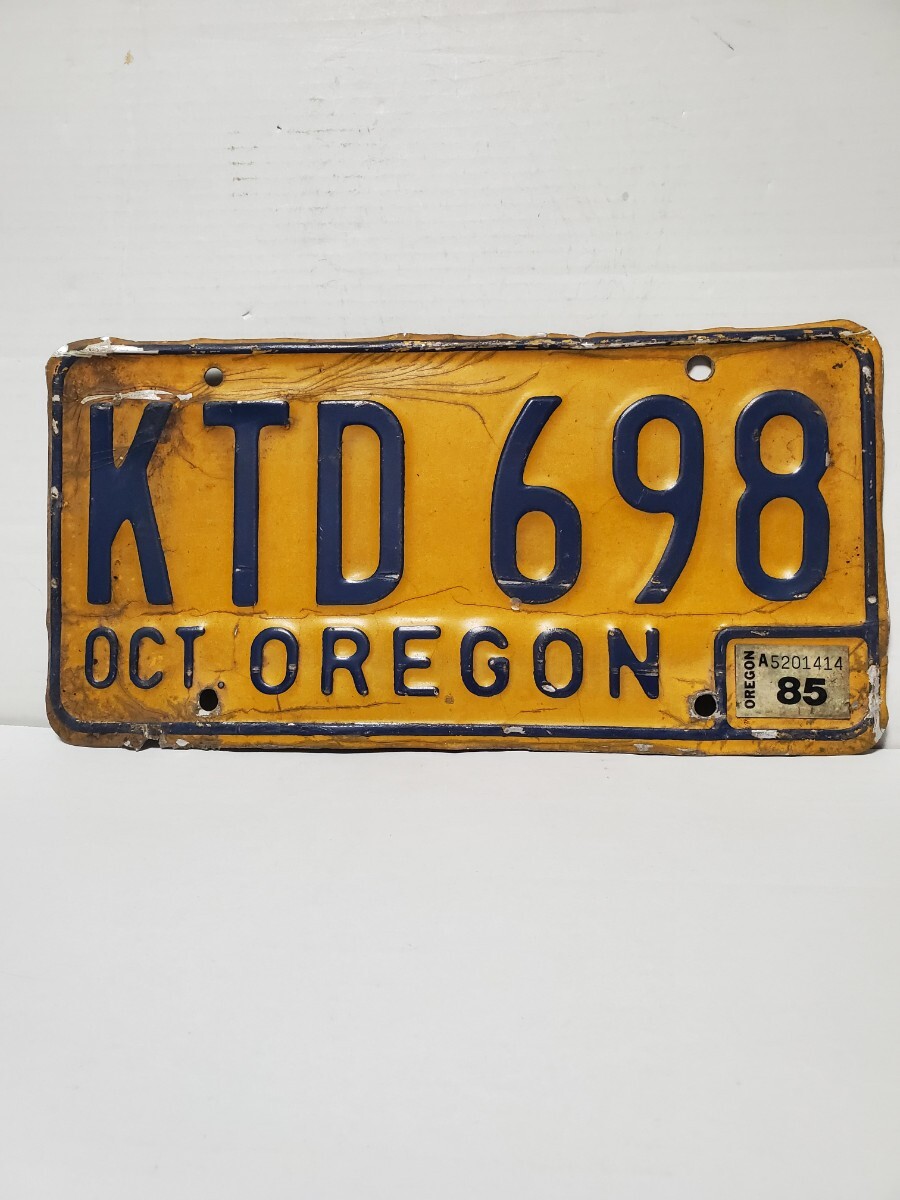 KTD 698
OCT. OREGON
OREGON
A5201414
85